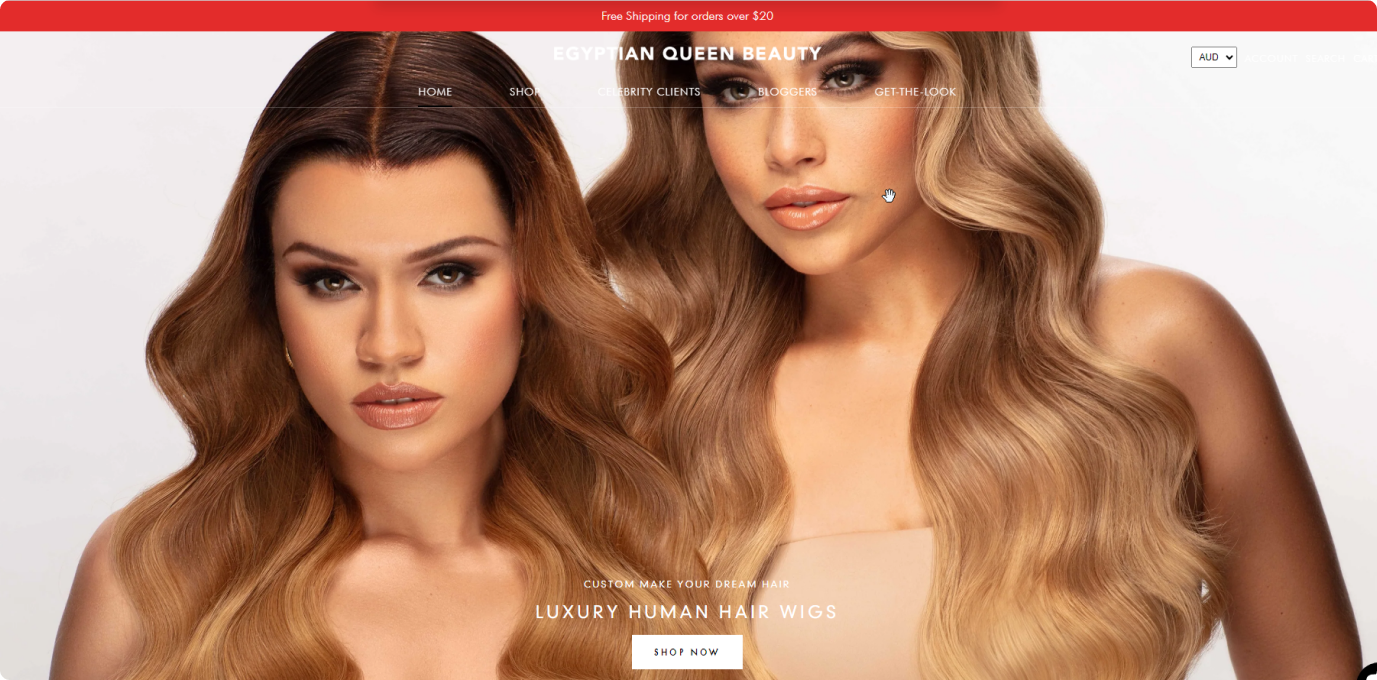 Free Shipping for orders over $20
EGYPTIAN QUEEN BEAUTY
AUD
ACCOUNT SEARCH
HOME SHOP CELEBRITY CLIENTS BLOGGERS GET-THE-LOOK
CUSTOM MAKE YOUR DREAM HAIR
LUXURY HUMAN HAIR WIGS
SHOP NOW